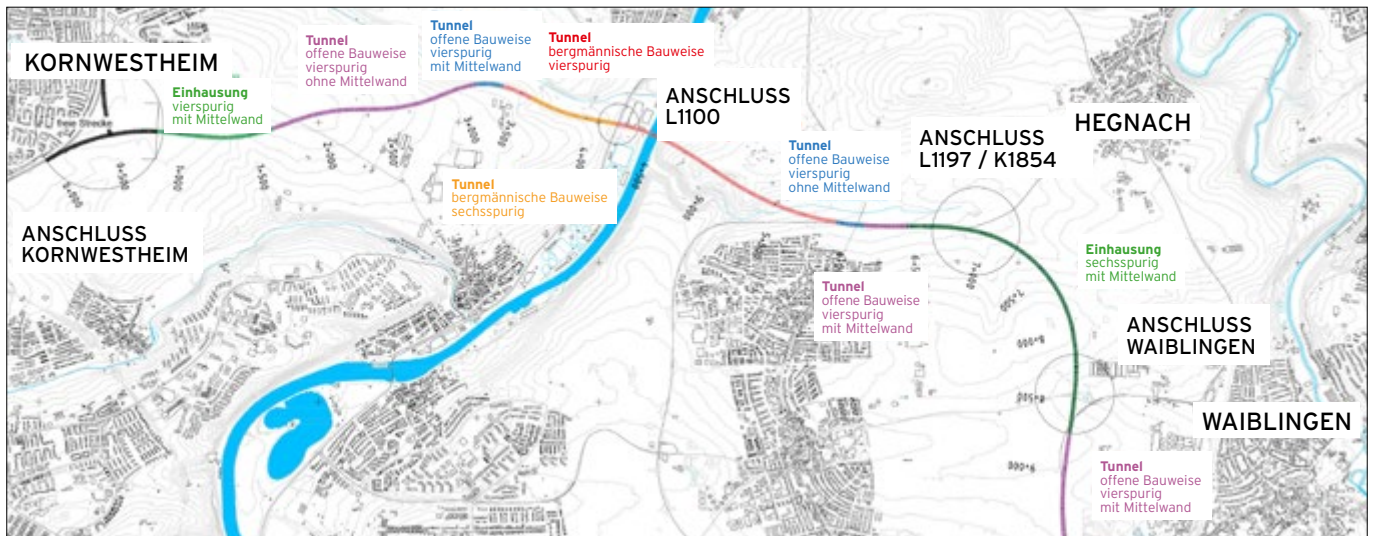 KORNWESTHEIM
Tunnel
offene Bauweise
vierspurig
ohne Mittelwand
Tunnel
offene Bauweise
vierspurig
mit Mittelwand
Tunnel
bergmännische Bauweise
vierspurig
Einhausung
vierspurig
mit Mittelwand
freie Strecke
ANSCHLUSS
L1100
ANSCHLUSS
L1197 / K1854
HEGNACH
Tunnel
offene Bauweise
vierspurig
ohne Mittelwand
Tunnel
bergmännische Bauweise
sechsspurig
ANSCHLUSS
KORNWESTHEIM
Einhausung
sechsspurig
mit Mittelwand
Tunnel
offene Bauweise
vierspurig
mit Mittelwand
ANSCHLUSS
WAIBLINGEN
WAIBLINGEN
Tunnel
offene Bauweise
vierspurig
mit Mittelwand